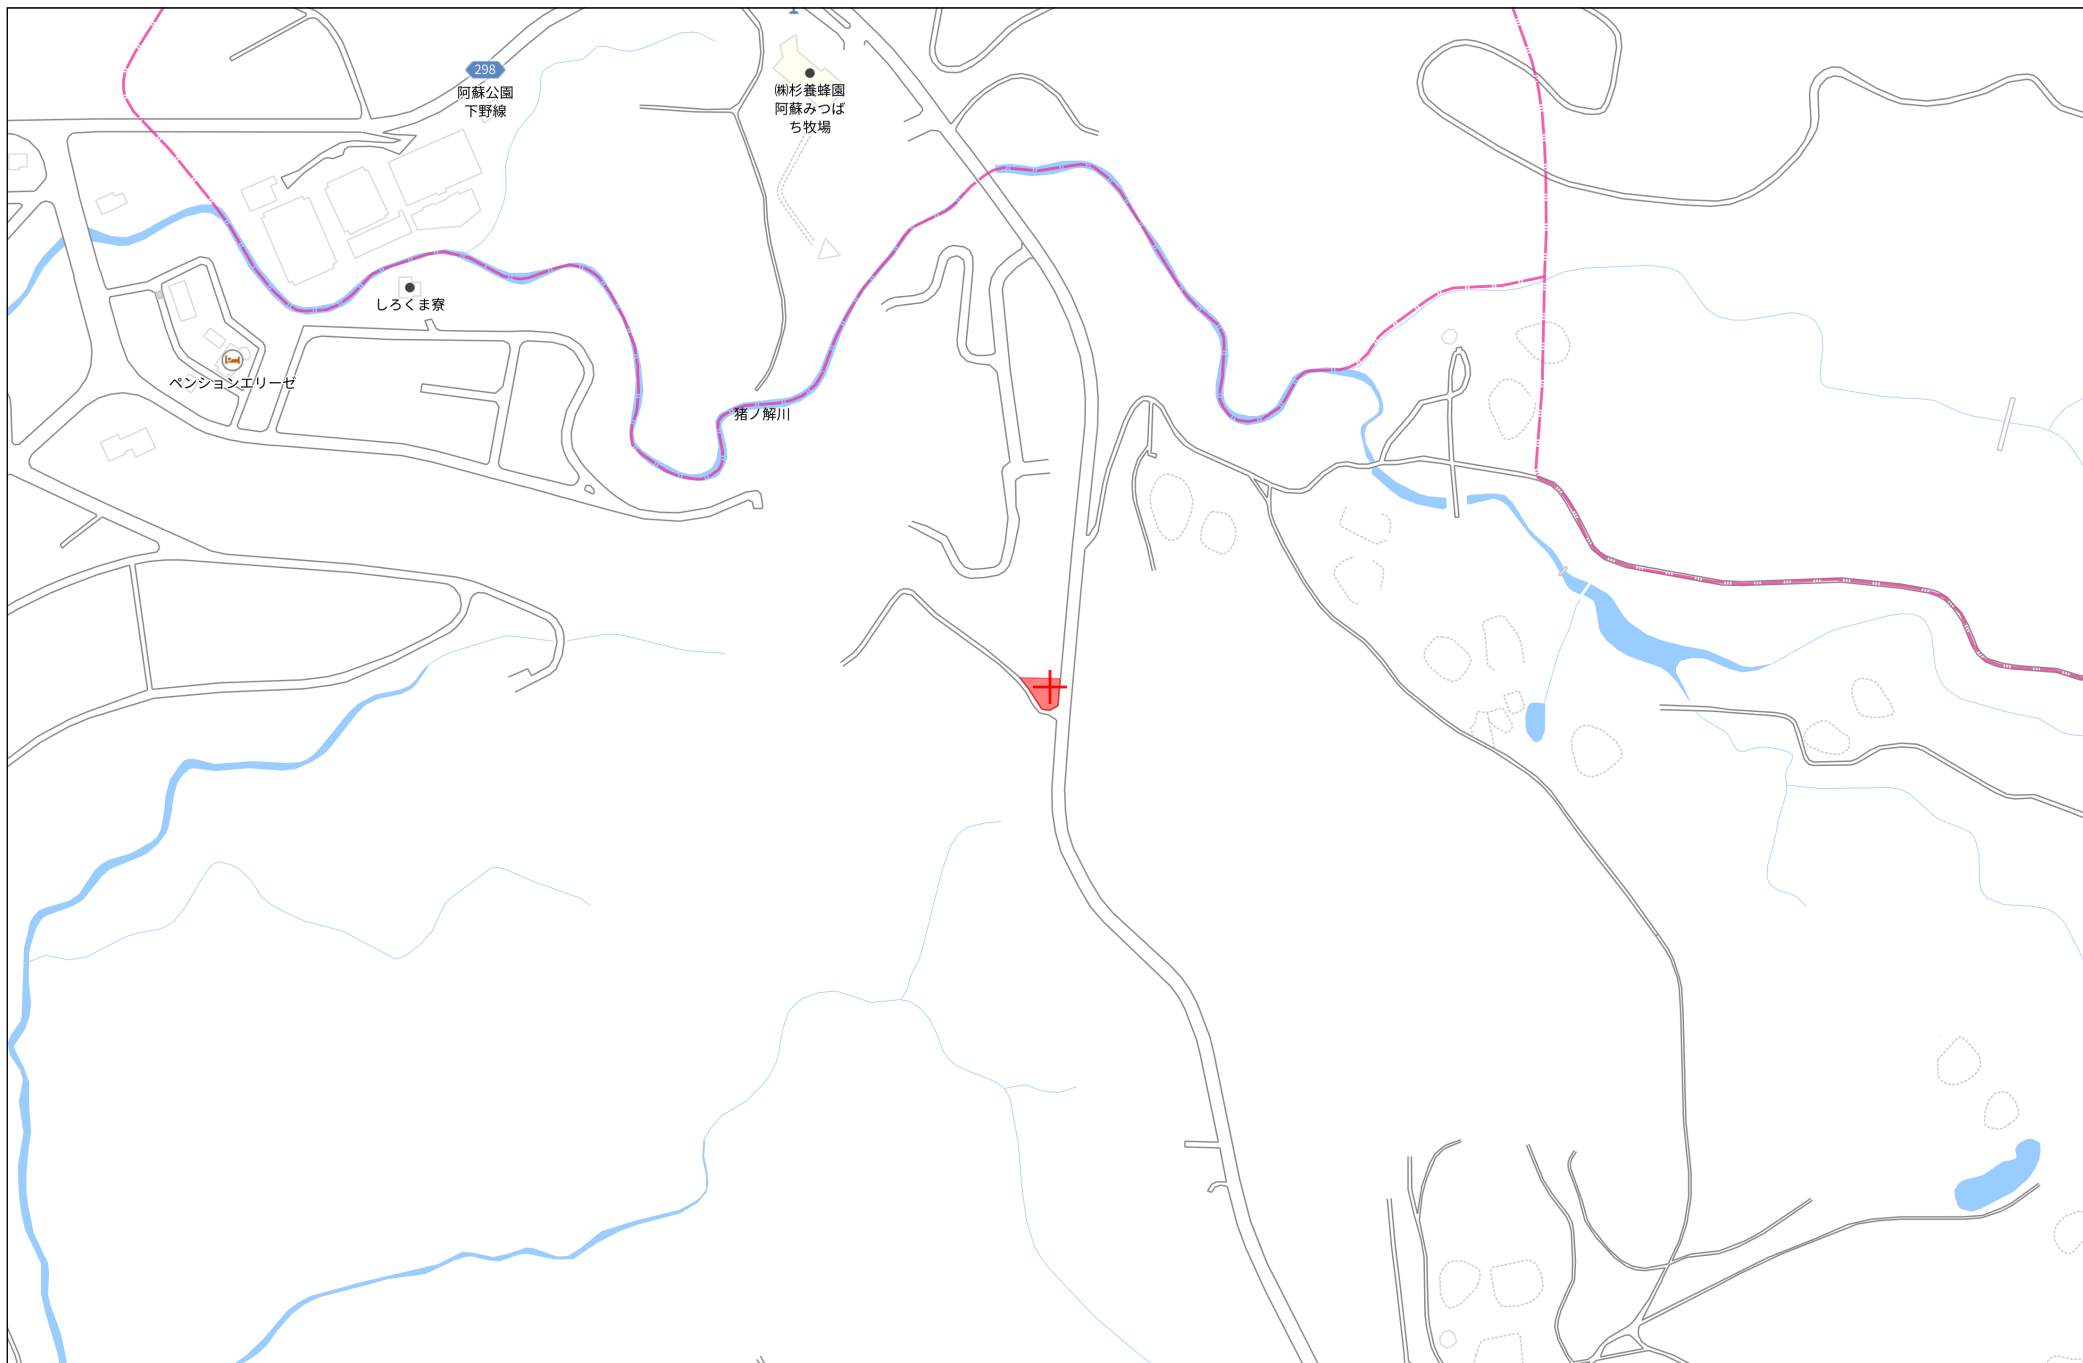 298
阿蘇公園
下野線
㈱杉養蜂園
阿蘇みつば
ち牧場
しろくま寮
ペンションエリーゼ
猪ノ解川